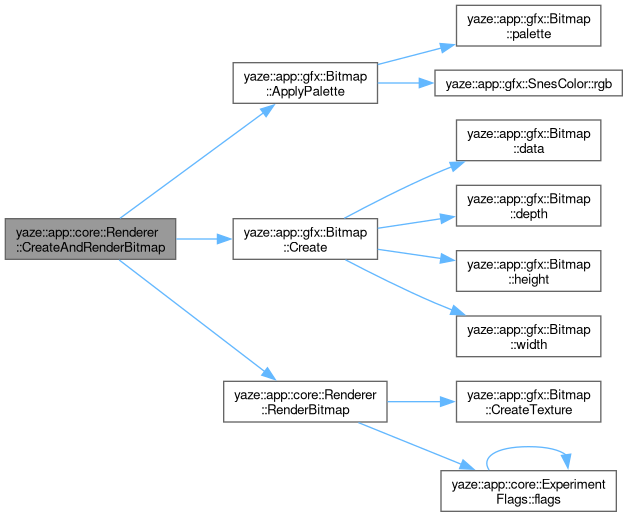 yaze::app::gfx::Bitmap
::palette
yaze::app::gfx::Bitmap
::ApplyPalette
yaze::app::gfx::SnesColor::rgb
yaze::app::gfx::Bitmap
::data
yaze::app::gfx::Bitmap
::depth
yaze::app::core::Renderer
::CreateAndRenderBitmap
yaze::app::gfx::Bitmap
::Create
yaze::app::gfx::Bitmap
::height
yaze::app::gfx::Bitmap
::width
yaze::app::core::Renderer
::RenderBitmap
yaze::app::gfx::Bitmap
::CreateTexture
yaze::app::core::Experiment
Flags::flags